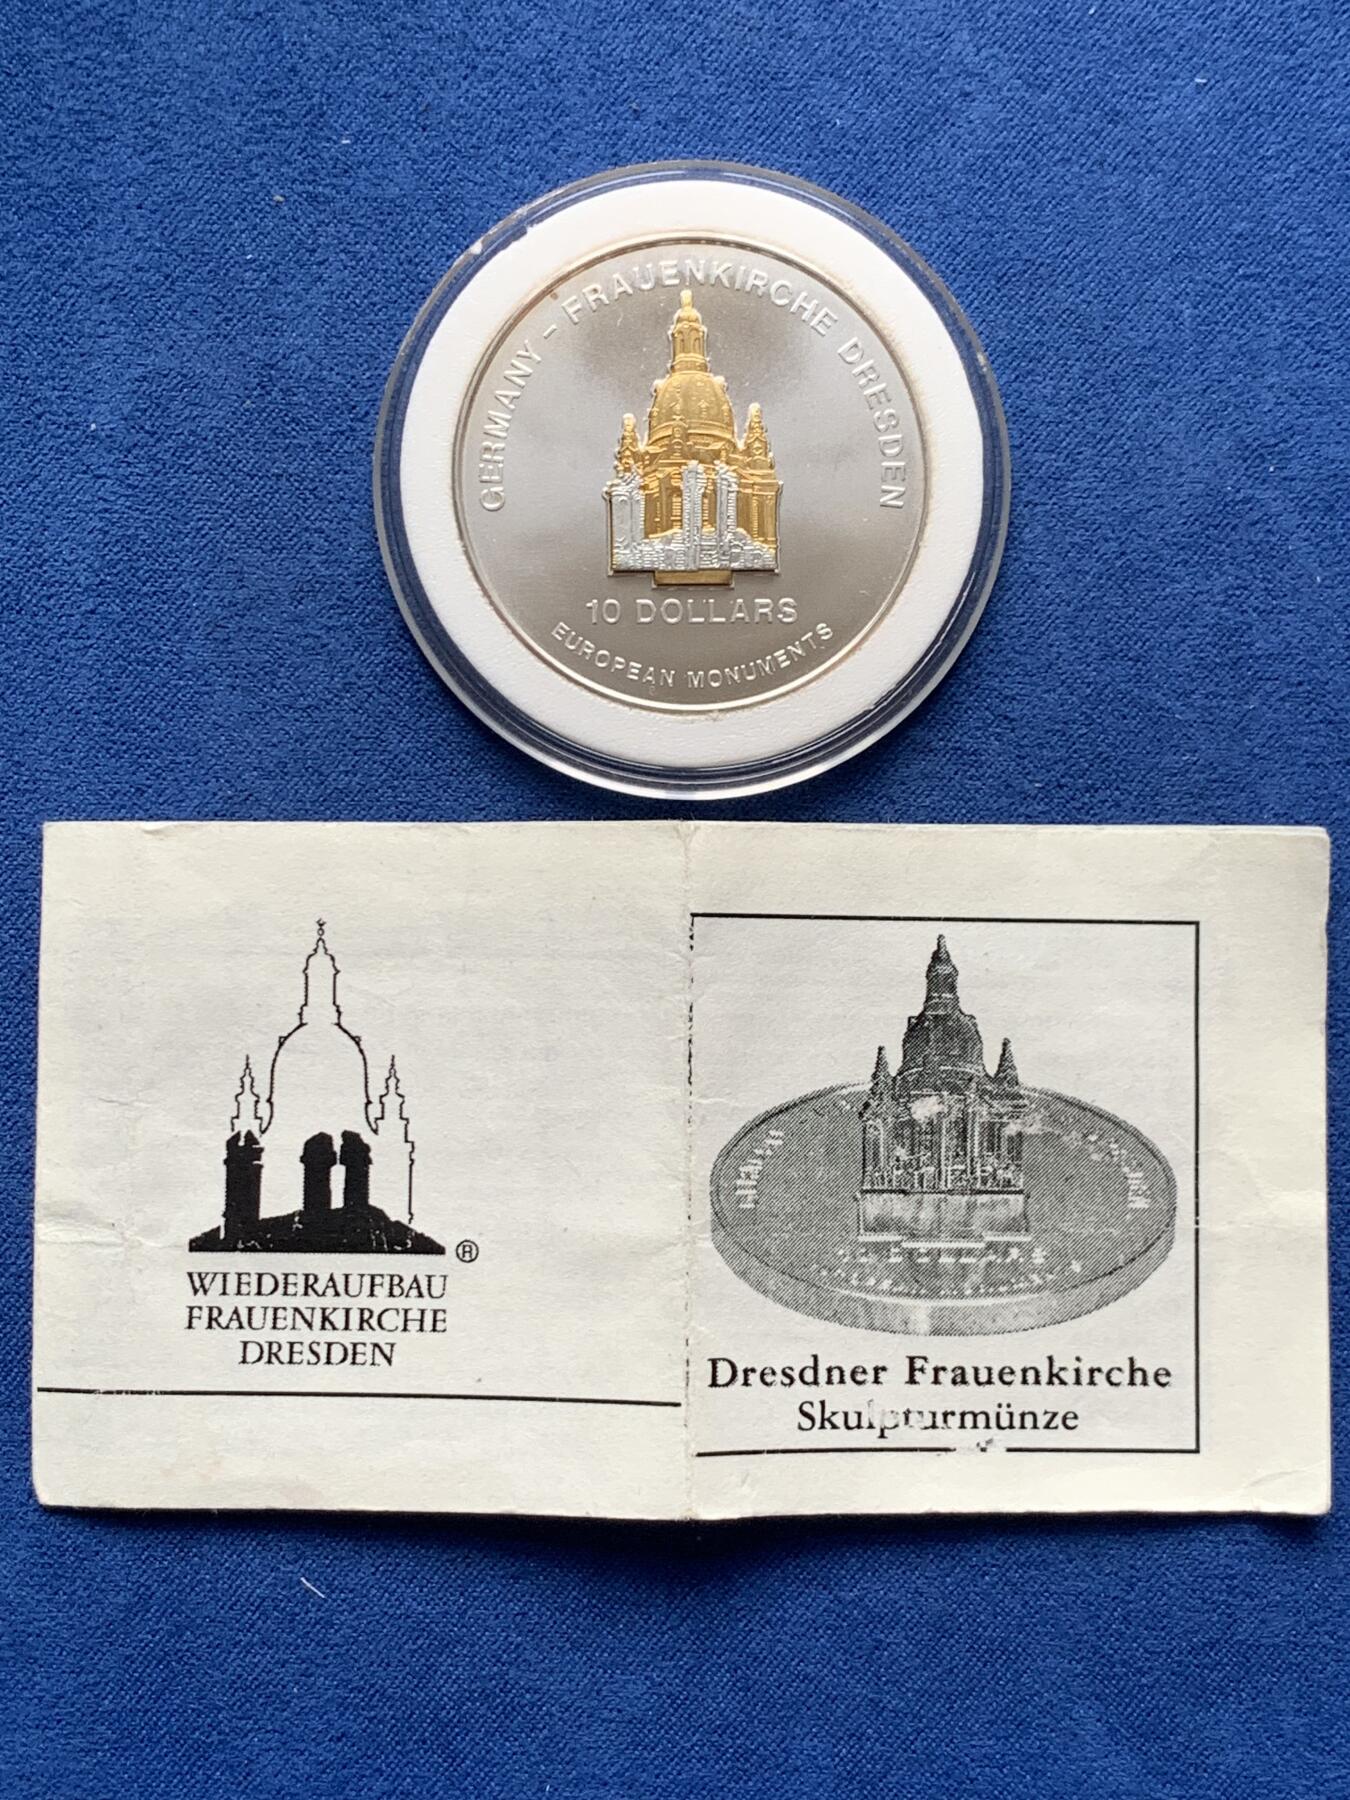 GERMANY - FRAUENKIRCHE DRESDEN
10 DOLLARS
EUROPEAN MONUMENTS
®
WIEDERAUFBAU
FRAUENKIRCHE
DRESDEN
Dresdner Frauenkirche
Skulpturmünze